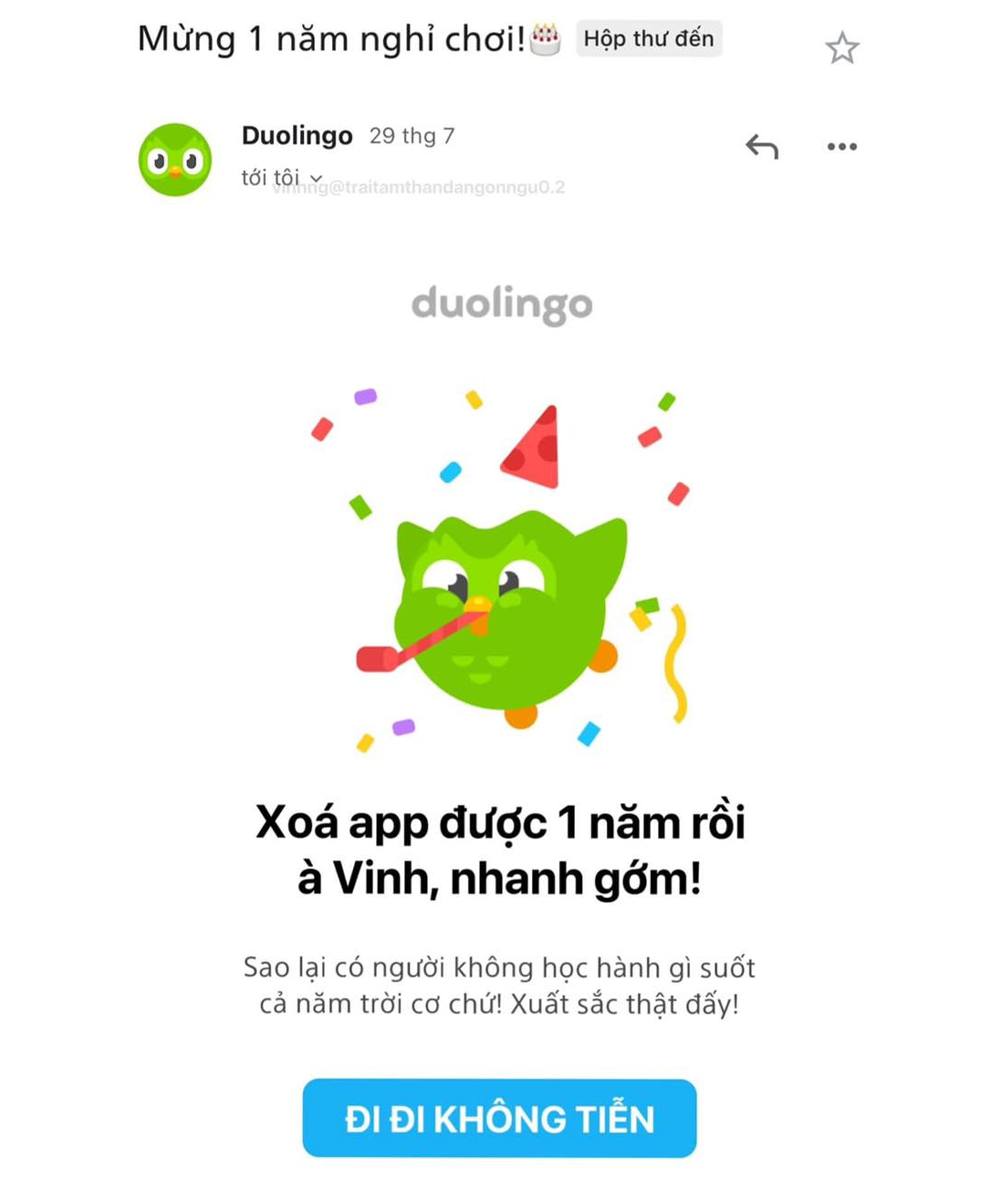 Mừng 1 năm nghỉ chơi!🎂 Hộp thư đến
Duolingo 29 thg 7
tới tôi
vinhng@traitamthandangonngu0.2
duolingo
Xoá app được 1 năm rồi
à Vinh, nhanh gớm!
Sao lại có người không học hành gì suốt
cả năm trời cơ chứ! Xuất sắc thật đấy!
ĐI ĐI KHÔNG TIỄN